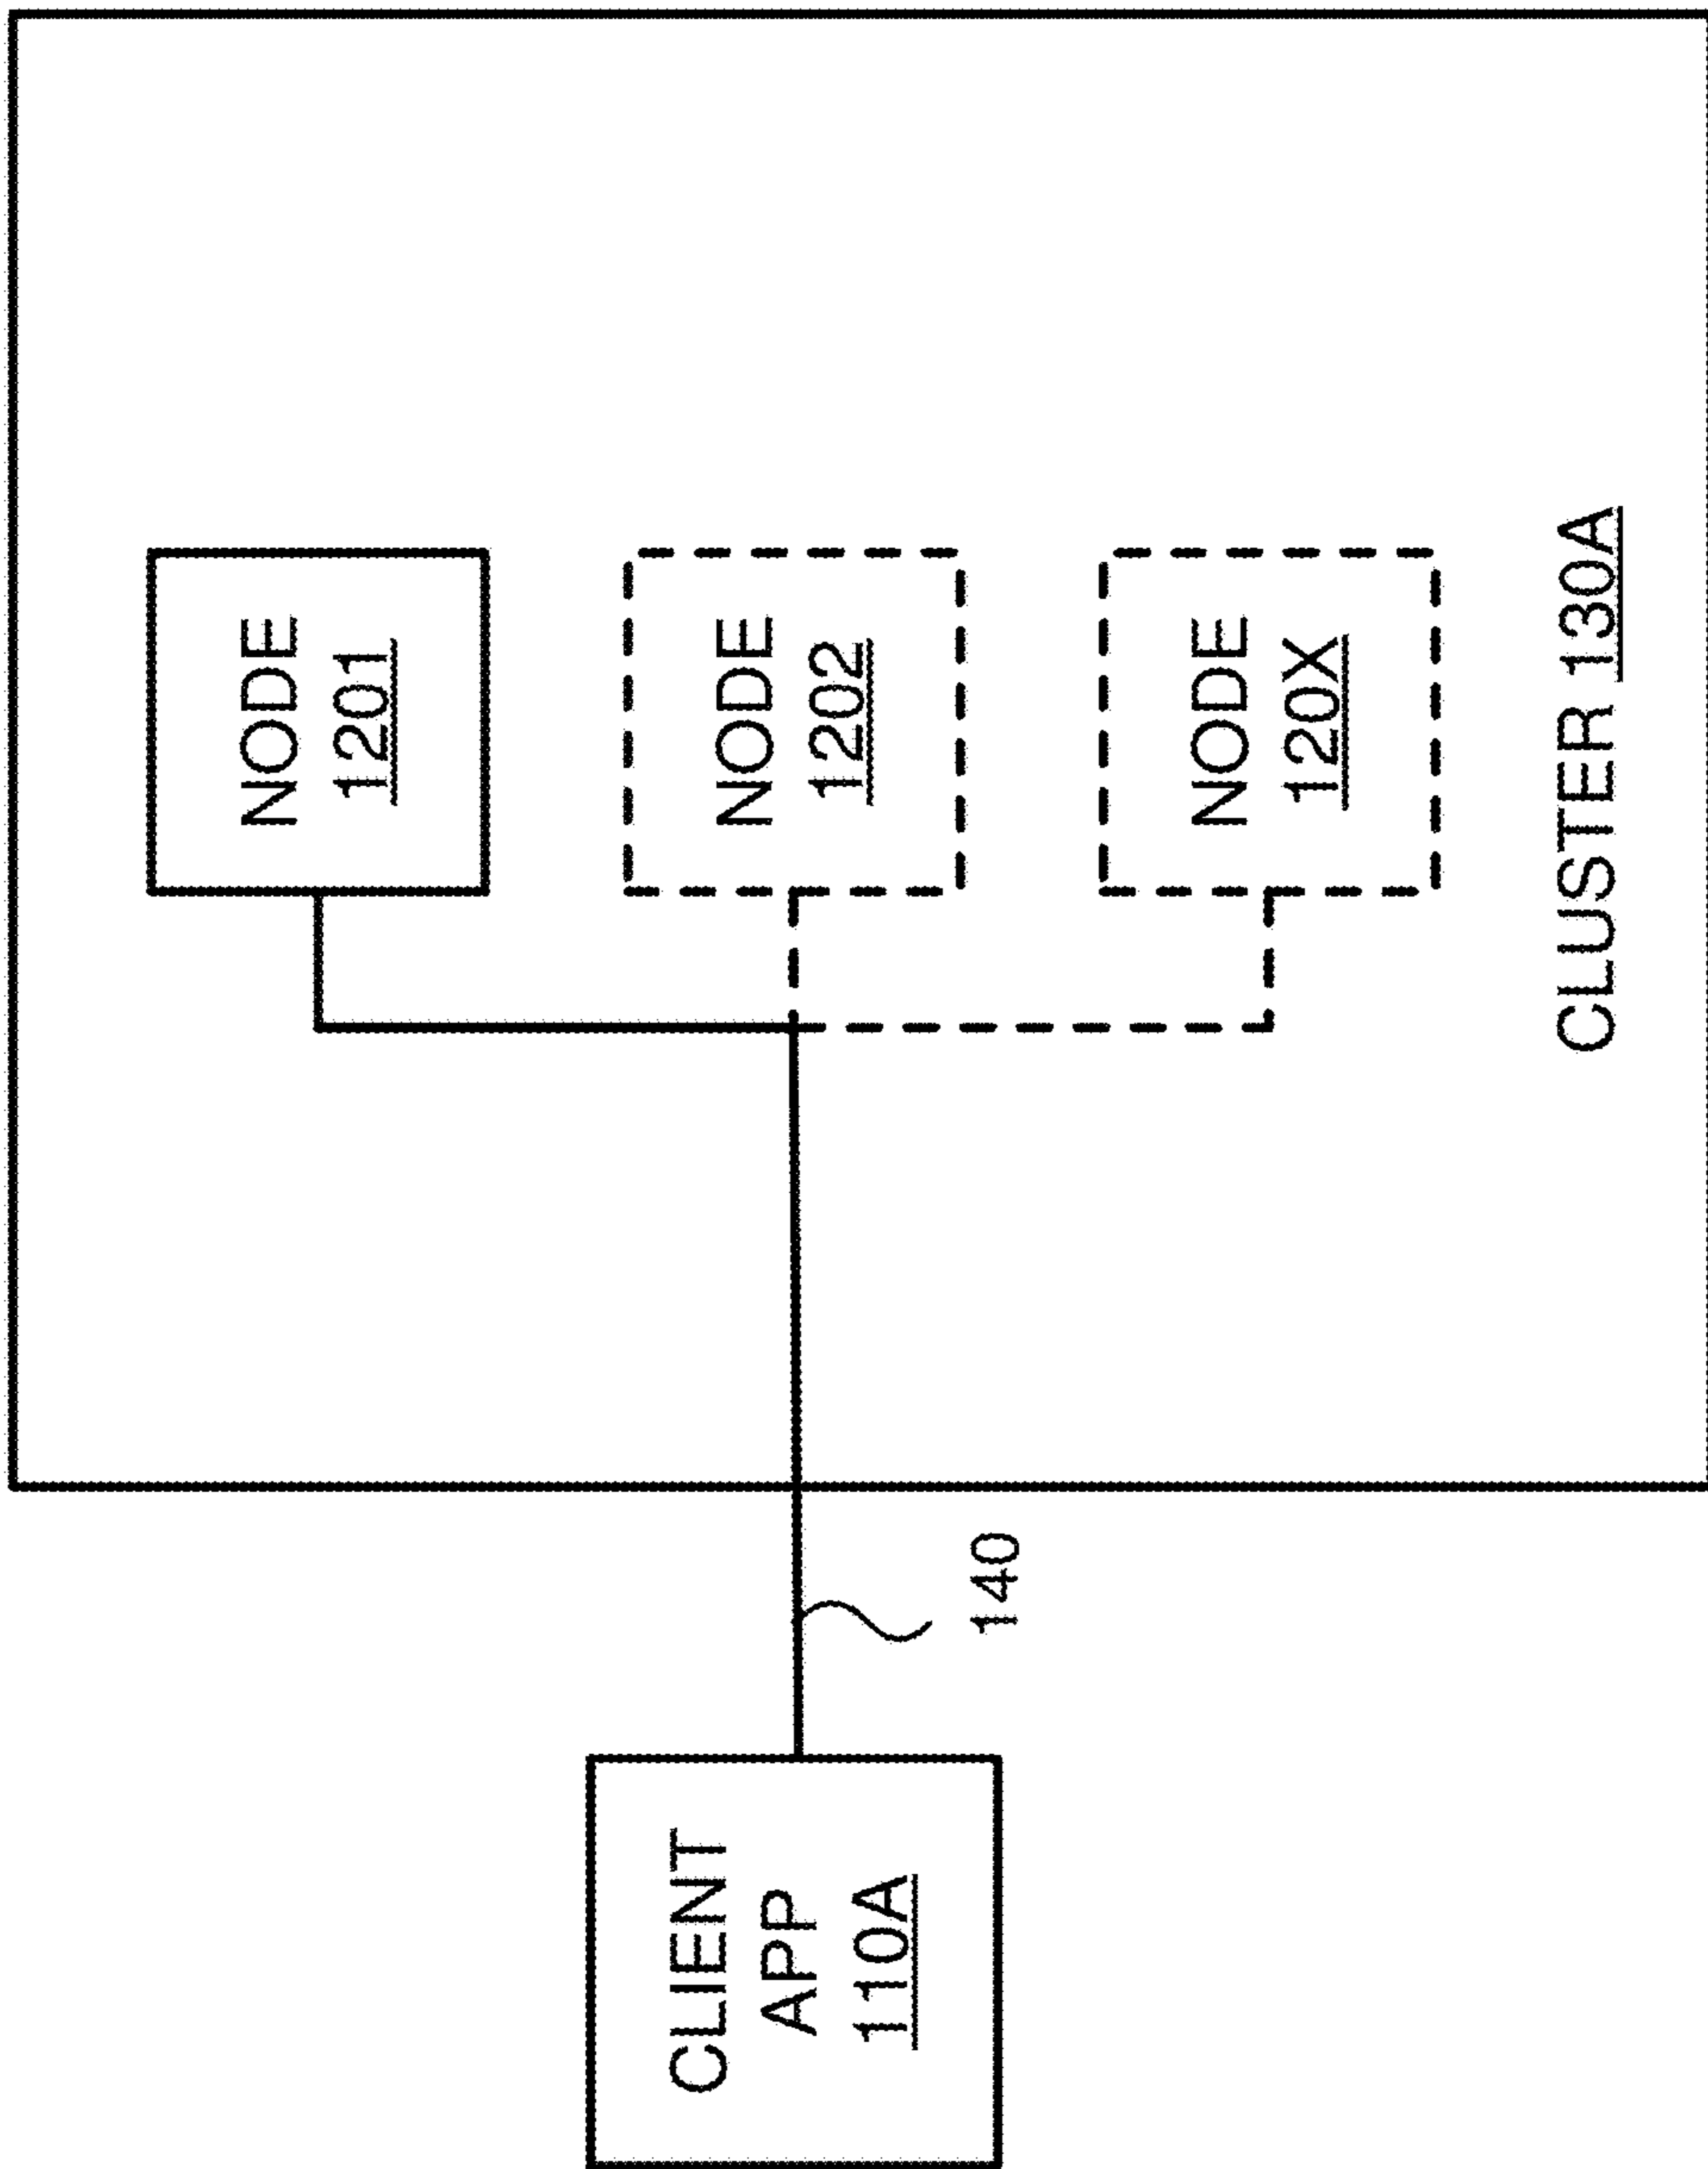 CLIENT
APP
110A
140
NODE
1201
NODE
1202
NODE
120X
CLUSTER 130A